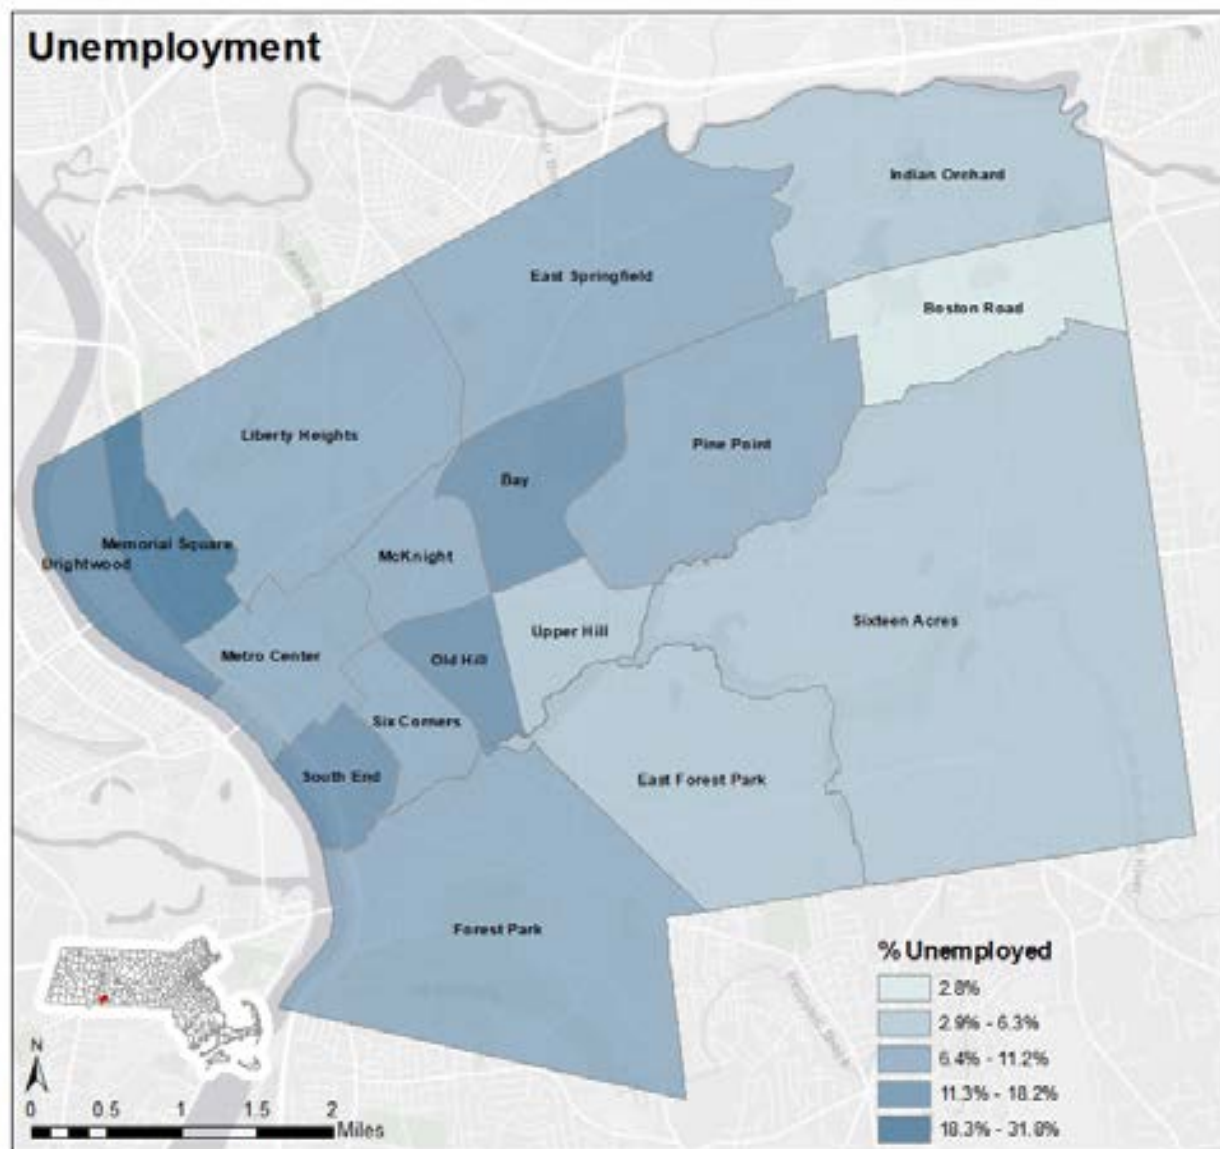 Unemployment
Indian Orchard
East Springfield
Boston Road
Liberty Heights
Pine Point
Bay
Memorial Square
McKnight
Brightwood
Sixteen Acres
Upper Hill
Metro Center
Old Hill
Six Corners
South End
East Forest Park
Forest Park
% Unemployed
2.8%
2.9% - 6.3%
6.4% - 11.2%
11.3% - 18.2%
18.3% - 31.8%
N
0 0.5 1 1.5 2
Miles